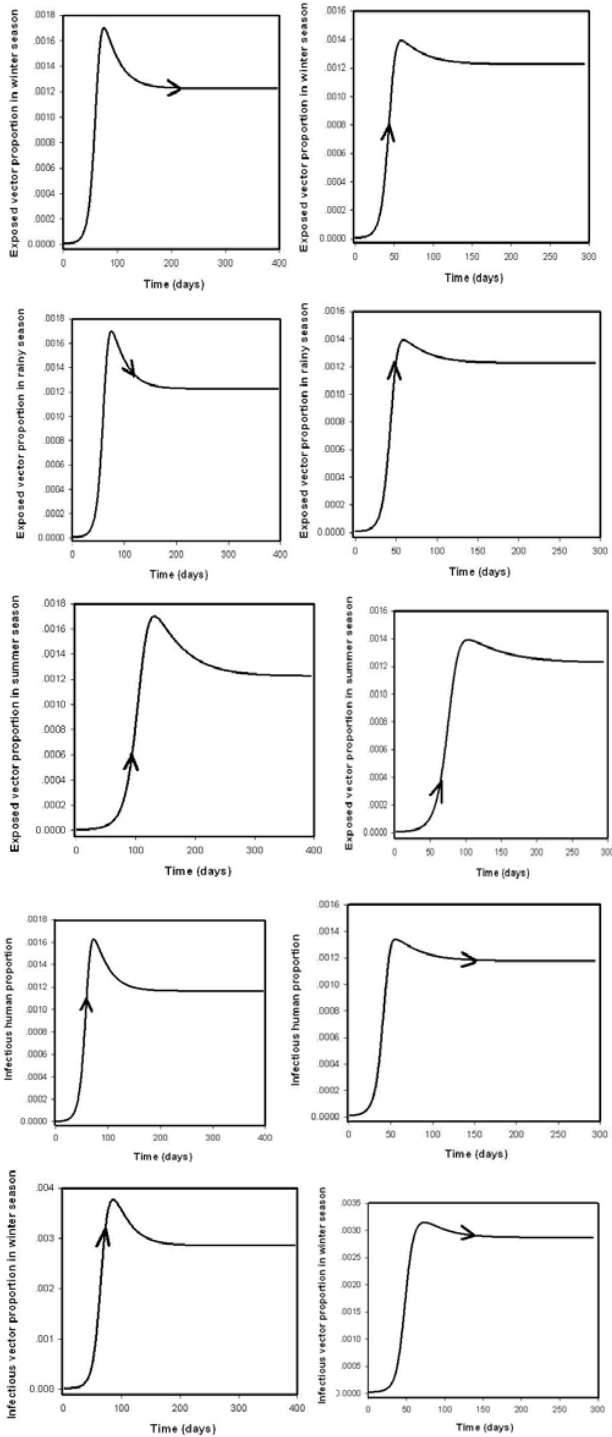 Exposed vector proportion in winter season
.0018
.0016
.0014
.0012
.0010
.0008
.0006
.0004
.0002
0.0000
0 100 200 300 400
Time (days)
Exposed vector proportion in winter season
.0016
.0014
.0012
.0010
.0008
.0006
.0004
.0002
0.0000
0 50 100 150 200 250 300
Time (days)
Exposed vector proportion in rainy season
.0018
.0016
.0014
.0012
.0010
.0008
.0006
.0004
.0002
0.0000
0 100 200 300 400
Time (days)
Exposed vector proportion in rainy season
.0016
.0014
.0012
.0010
.0008
.0006
.0004
.0002
0.0000
0 50 100 150 200 250 300
Time (days)
Exposed vector proportion in summer season
.0018
.0016
.0014
.0012
.0010
.0008
.0006
.0004
.0002
0.0000
0 100 200 300 400
Time (days)
Exposed vector proportion in summer season
.0016
.0014
.0012
.0010
.0008
.0006
.0004
.0002
0.0000
0 50 100 150 200 250 300
Time (days)
Infectious human proportion
.0018
.0016
.0014
.0012
.0010
.0008
.0006
.0004
.0002
0.0000
0 100 200 300 400
Time (days)
Infectious human proportion
.0016
.0014
.0012
.0010
.0008
.0006
.0004
.0002
0.0000
0 50 100 150 200 250 300
Time (days)
Infectious vector proportion in winter season
.004
.003
.002
.001
0.000
0 100 200 300 400
Time (days)
Infectious vector proportion in winter season
.0035
.0030
.0025
.0020
.0015
.0010
.0005
0.0000
0 50 100 150 200 250 300
Time (days)